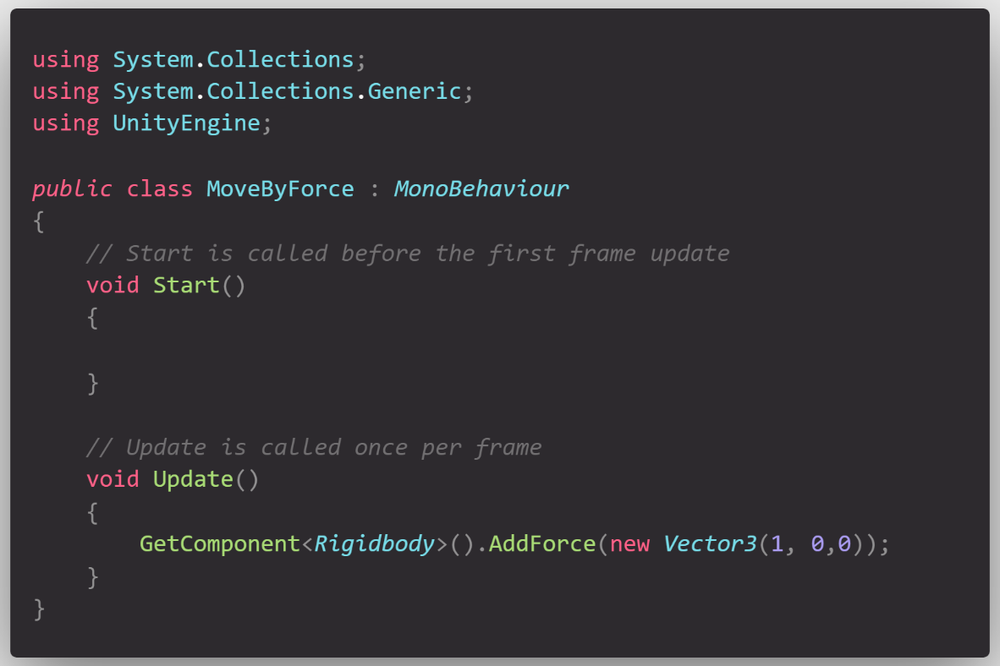 using System.Collections;
using System.Collections.Generic;
using UnityEngine;

public class MoveByForce : MonoBehaviour
{
    // Start is called before the first frame update
    void Start()
    {

    }

    // Update is called once per frame
    void Update()
    {
        GetComponent<Rigidbody>().AddForce(new Vector3(1, 0,0));
    }
}